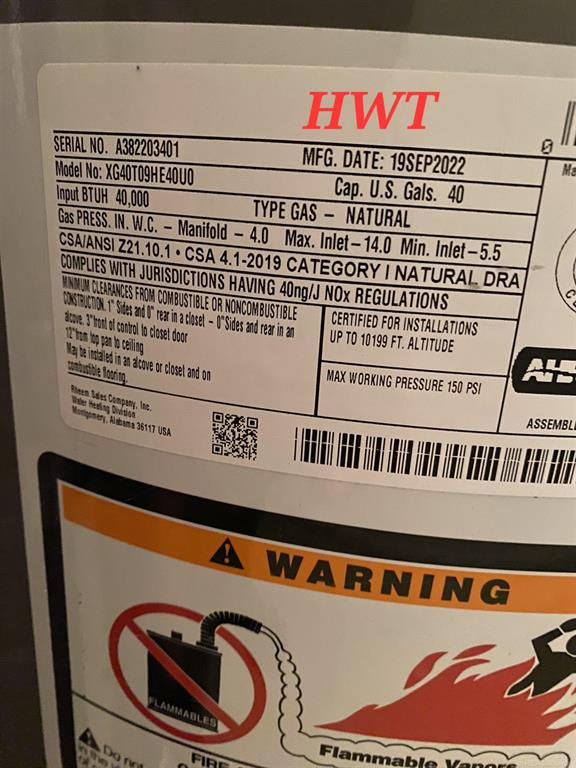 HWT
SERIAL NO. A382203401
MFG. DATE: 19SEP2022
Model No: XG40T09HE40U0
Cap. U.S. Gals. 40
Input BTUH 40,000
TYPE GAS - NATURAL
Gas PRESS. IN. W.C. - Manifold - 4.0 Max. Inlet-14.0 Min. Inlet-5.5
CSA/ANSI Z21.10.1 • CSA 4.1-2019 CATEGORY I NATURAL DRA
COMPLIES WITH JURISDICTIONS HAVING 40ng/J NOx REGULATIONS
MINIMUM CLEARANCES FROM COMBUSTIBLE OR NONCOMBUSTIBLE
CONSTRUCTION. 1" Sides and 0" rear in a closet - 0" Sides and rear in an
alcove. 3" front of control to closet door
12" from top pan to ceiling
May be installed in an alcove or closet and on
combustible flooring.
CERTIFIED FOR INSTALLATIONS
UP TO 10199 FT. ALTITUDE
MAX WORKING PRESSURE 150 PSI
Rheem Sales Company, Inc.
Water Heating Division
Montgomery, Alabama 36117 USA
ASSEMBL
WARNING
FLAMMABLES
Flammable Vapors
Do not
FIRE